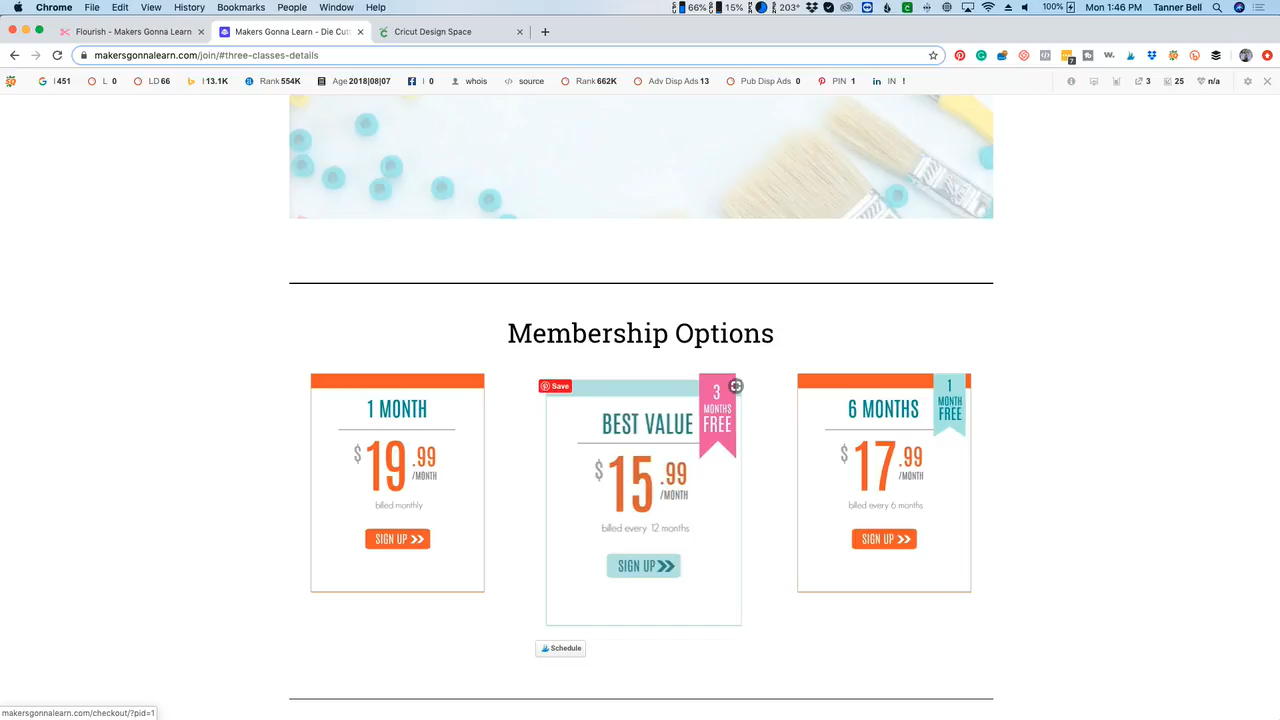 Chrome File Edit View History Bookmarks People Window Help 66% 15% 203° 100% Mon 1:46 PM Tanner Bell
Flourish - Makers Gonna Learn Makers Gonna Learn - Die Cut Cricut Design Space
makersgonnalearn.com/join/#three-classes-details
I 451 L 0 LD 66 I 13.1K Rank 554K Age 2018|08|07 I 0 whois source Rank 662K Adv Disp Ads 13 Pub Disp Ads 0 PIN 1 IN ! 3 25 n/a
Membership Options
1 MONTH
$19.99
/MONTH
billed monthly
SIGN UP
Save
3
MONTHS
FREE
BEST VALUE
$15.99
/MONTH
billed every 12 months
SIGN UP
Schedule
1
MONTH
FREE
6 MONTHS
$17.99
/MONTH
billed every 6 months
SIGN UP
makersgonnalearn.com/checkout/?pid=1